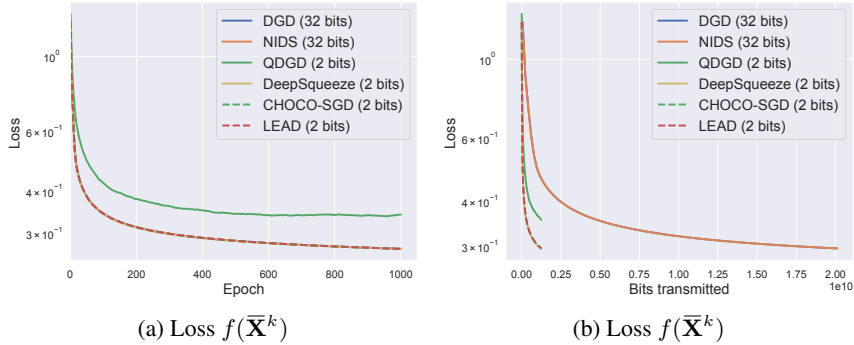 DGD (32 bits)
NIDS (32 bits)
QDGD (2 bits)
DeepSqueeze (2 bits)
CHOCO-SGD (2 bits)
LEAD (2 bits)
10⁰
6 × 10⁻¹
4 × 10⁻¹
3 × 10⁻¹
Loss
0 200 400 600 800 1000
Epoch
(a) Loss f(X̅ᵏ)
DGD (32 bits)
NIDS (32 bits)
QDGD (2 bits)
DeepSqueeze (2 bits)
CHOCO-SGD (2 bits)
LEAD (2 bits)
10⁰
6 × 10⁻¹
4 × 10⁻¹
3 × 10⁻¹
Loss
0.00 0.25 0.50 0.75 1.00 1.25 1.50 1.75 2.00
1e10
Bits transmitted
(b) Loss f(X̅ᵏ)